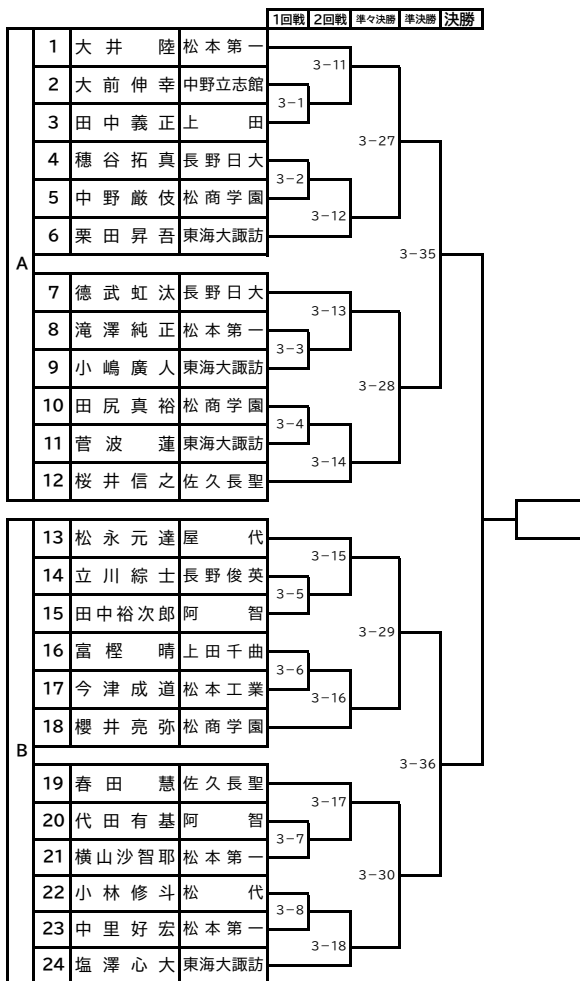 1回戦 2回戦 準々決勝 準決勝 決勝
1 大井 陸 松本第一
2 大前伸幸 中野立志館
3 田中義正 上田
4 穗谷拓真 長野日大
5 中野厳伎 松商学園
6 栗田昇吾 東海大諏訪
7 德武虹汰 長野日大
8 滝澤純正 松本第一
9 小嶋廣人 東海大諏訪
10 田尻真裕 松商学園
11 菅波 蓮 東海大諏訪
12 桜井信之 佐久長聖
A
3-11
3-1
3-27
3-2
3-12
3-35
3-13
3-3
3-28
3-4
3-14
13 松永元達 屋代
14 立川綜士 長野俊英
15 田中裕次郎 阿智
16 富樫 晴 上田千曲
17 今津成道 松本工業
18 櫻井亮弥 松商学園
19 春田 慧 佐久長聖
20 代田有基 阿智
21 横山沙智耶 松本第一
22 小林修斗 松代
23 中里好宏 松本第一
24 塩澤心大 東海大諏訪
B
3-15
3-5
3-29
3-6
3-16
3-36
3-17
3-7
3-30
3-8
3-18